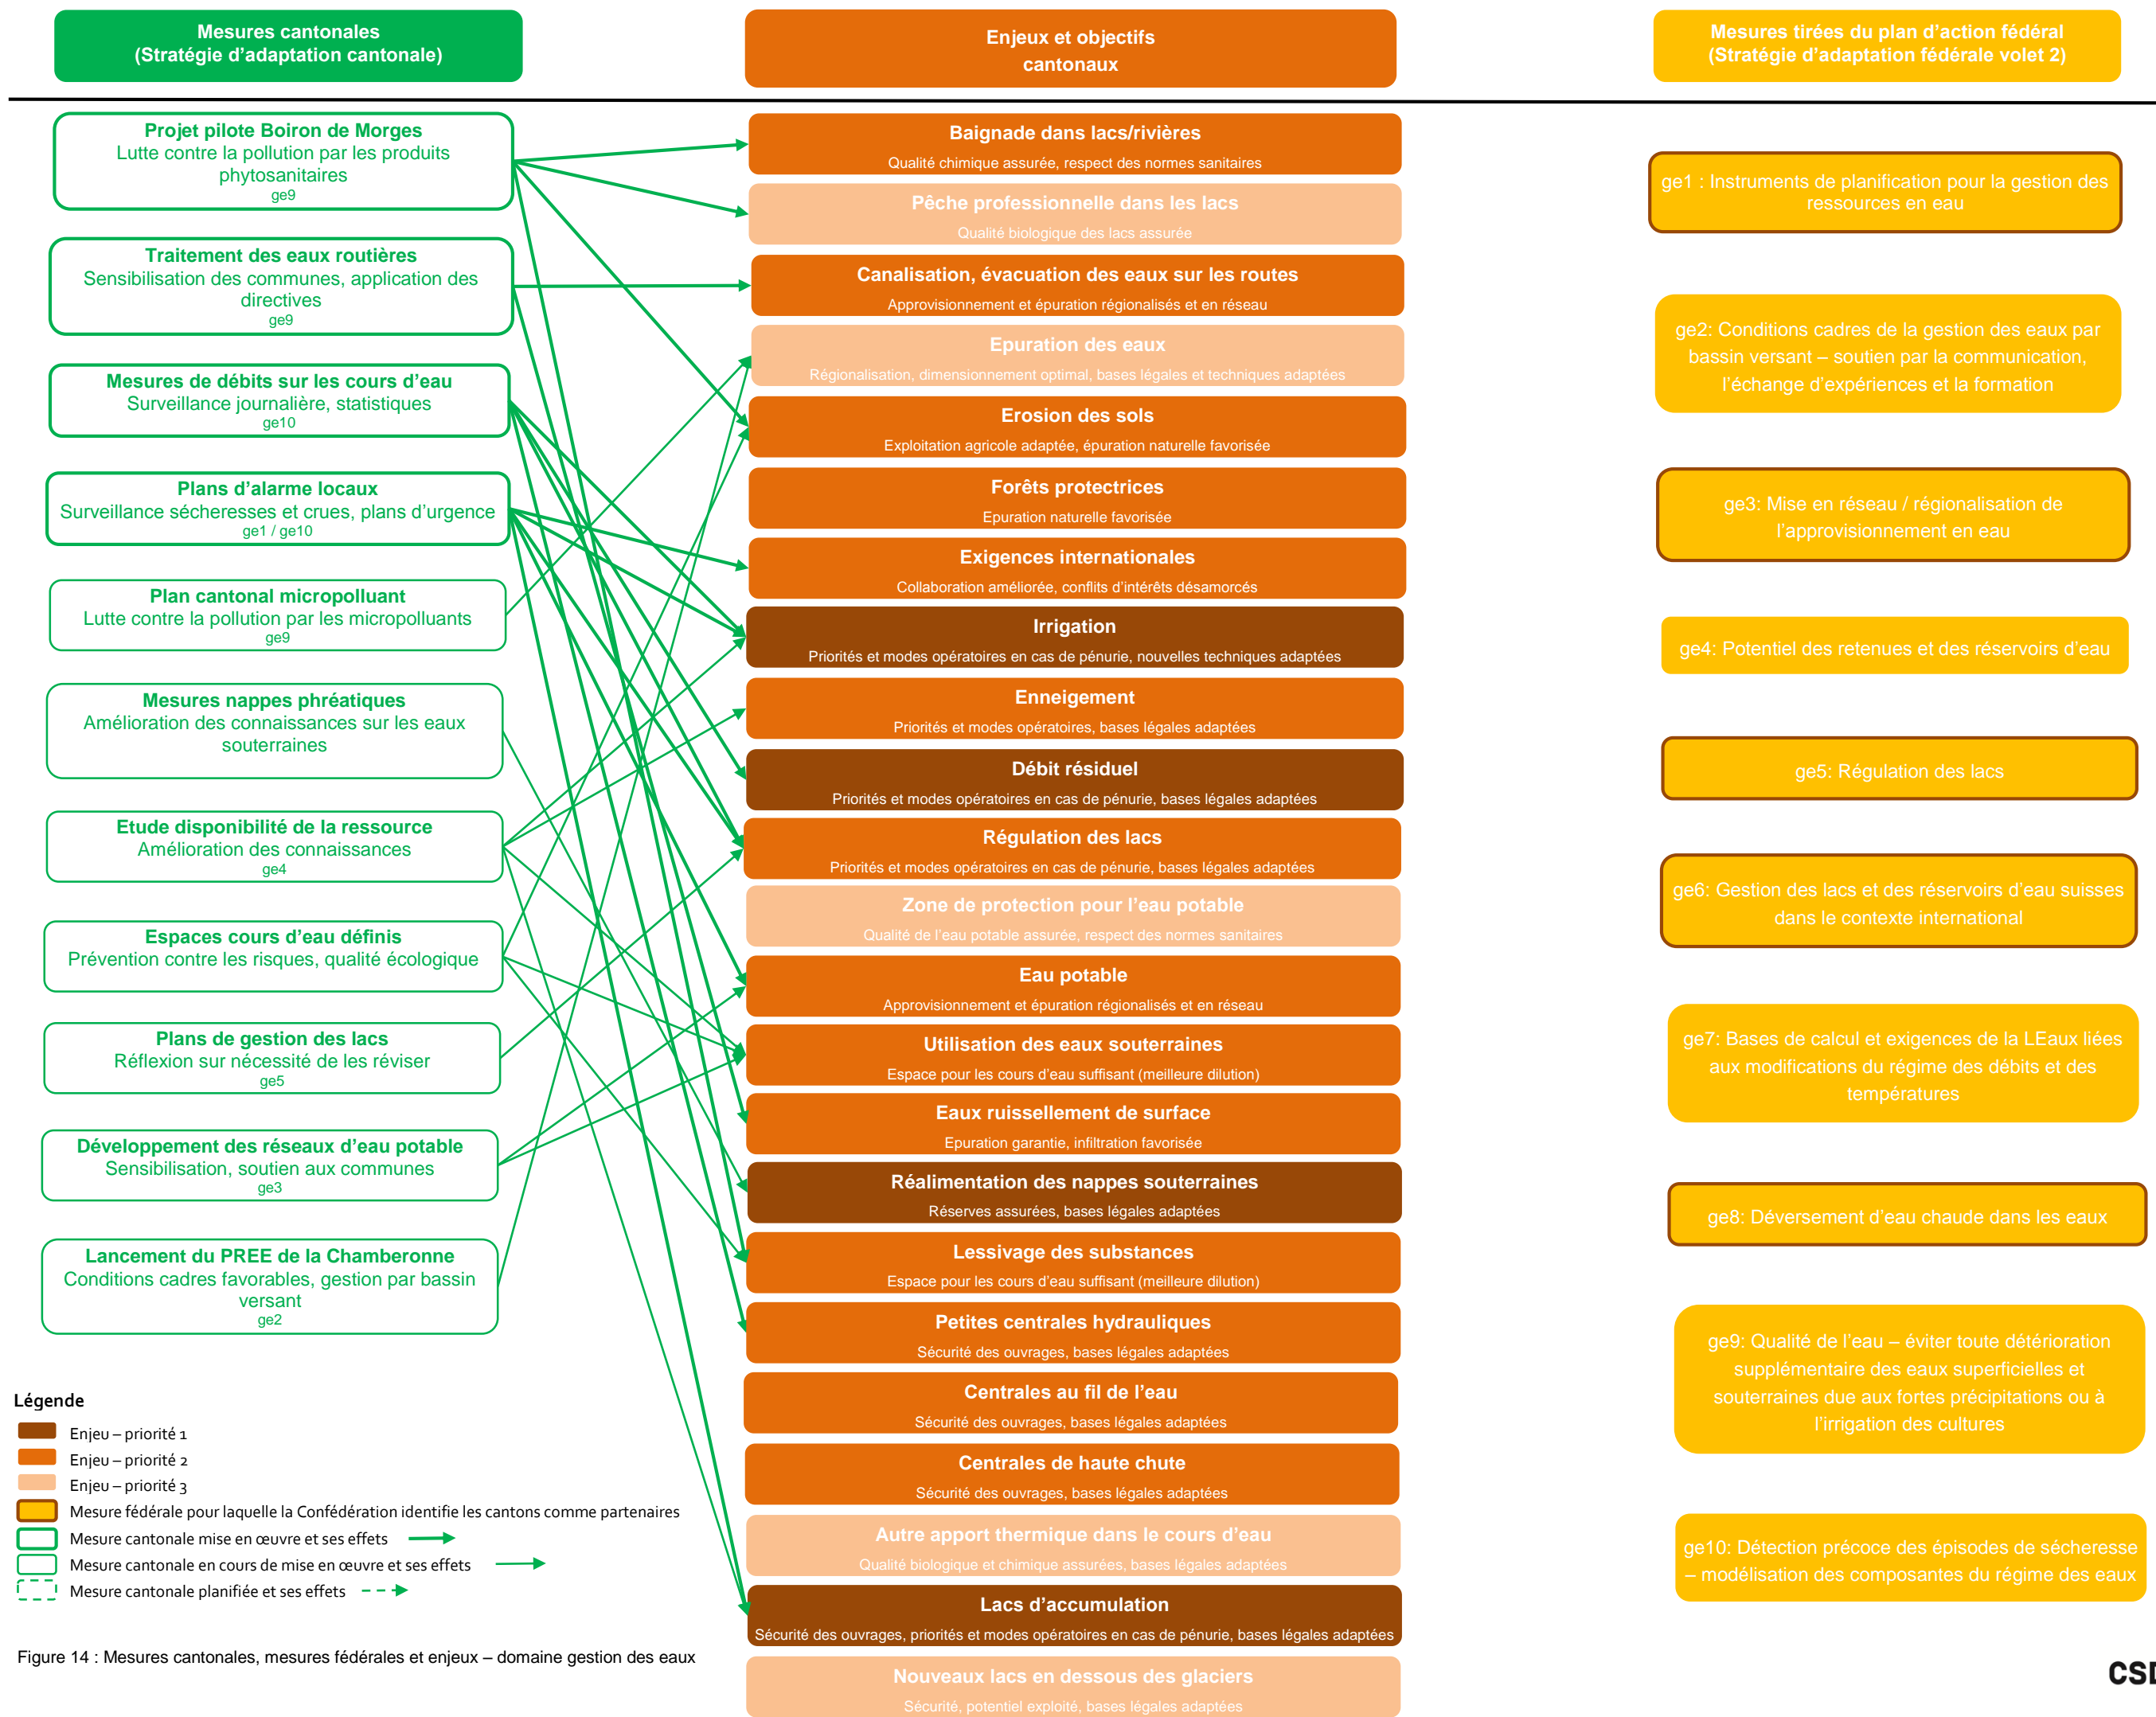 Mesures cantonales
(Stratégie d'adaptation cantonale)
Projet pilote Boiron de Morges
Lutte contre la pollution par les produits
phytosanitaires
ge9
Traitement des eaux routières
Sensibilisation des communes, application des
directives
ge9
Mesures de débits sur les cours d'eau
Surveillance journalière, statistiques
ge10
Plans d'alarme locaux
Surveillance sécheresses et crues, plans d'urgence
ge1 / ge10
Plan cantonal micropolluant
Lutte contre la pollution par les micropolluants
ge9
Mesures nappes phréatiques
Amélioration des connaissances sur les eaux
souterraines
Etude disponibilité de la ressource
Amélioration des connaissances
ge4
Espaces cours d'eau définis
Prévention contre les risques, qualité écologique
Plans de gestion des lacs
Réflexion sur nécessité de les réviser
ge5
Développement des réseaux d'eau potable
Sensibilisation, soutien aux communes
ge3
Lancement du PREE de la Chamberonne
Conditions cadres favorables, gestion par bassin
versant
ge2
Enjeux et objectifs
cantonaux
Baignade dans lacs/rivières
Qualité chimique assurée, respect des normes sanitaires
Pêche professionnelle dans les lacs
Qualité biologique des lacs assurée
Canalisation, évacuation des eaux sur les routes
Approvisionnement et épuration régionalisés et en réseau
Epuration des eaux
Régionalisation, dimensionnement optimal, bases légales et techniques adaptées
Erosion des sols
Exploitation agricole adaptée, épuration naturelle favorisée
Forêts protectrices
Epuration naturelle favorisée
Exigences internationales
Collaboration améliorée, conflits d'intérêts désamorcés
Irrigation
Priorités et modes opératoires en cas de pénurie, nouvelles techniques adaptées
Enneigement
Priorités et modes opératoires, bases légales adaptées
Débit résiduel
Priorités et modes opératoires en cas de pénurie, bases légales adaptées
Régulation des lacs
Priorités et modes opératoires en cas de pénurie, bases légales adaptées
Zone de protection pour l'eau potable
Qualité de l'eau potable assurée, respect des normes sanitaires
Eau potable
Approvisionnement et épuration régionalisés et en réseau
Utilisation des eaux souterraines
Espace pour les cours d'eau suffisant (meilleure dilution)
Eaux ruissellement de surface
Epuration garantie, infiltration favorisée
Réalimentation des nappes souterraines
Réserves assurées, bases légales adaptées
Lessivage des substances
Espace pour les cours d'eau suffisant (meilleure dilution)
Petites centrales hydrauliques
Sécurité des ouvrages, bases légales adaptées
Centrales au fil de l'eau
Sécurité des ouvrages, bases légales adaptées
Centrales de haute chute
Sécurité des ouvrages, bases légales adaptées
Autre apport thermique dans le cours d'eau
Qualité biologique et chimique assurées, bases légales adaptées
Lacs d'accumulation
Sécurité des ouvrages, priorités et modes opératoires en cas de pénurie, bases légales adaptées
Nouveaux lacs en dessous des glaciers
Sécurité, potentiel exploité, bases légales adaptées
Mesures tirées du plan d'action fédéral
(Stratégie d'adaptation fédérale volet 2)
ge1 : Instruments de planification pour la gestion des
ressources en eau
ge2: Conditions cadres de la gestion des eaux par
bassin versant – soutien par la communication,
l'échange d'expériences et la formation
ge3: Mise en réseau / régionalisation de
l'approvisionnement en eau
ge4: Potentiel des retenues et des réservoirs d'eau
ge5: Régulation des lacs
ge6: Gestion des lacs et des réservoirs d'eau suisses
dans le contexte international
ge7: Bases de calcul et exigences de la LEaux liées
aux modifications du régime des débits et des
températures
ge8: Déversement d'eau chaude dans les eaux
ge9: Qualité de l'eau – éviter toute détérioration
supplémentaire des eaux superficielles et
souterraines due aux fortes précipitations ou à
l'irrigation des cultures
ge10: Détection précoce des épisodes de sécheresse
– modélisation des composantes du régime des eaux
Légende
Enjeu – priorité 1
Enjeu – priorité 2
Enjeu – priorité 3
Mesure fédérale pour laquelle la Confédération identifie les cantons comme partenaires
Mesure cantonale mise en œuvre et ses effets
Mesure cantonale en cours de mise en œuvre et ses effets
Mesure cantonale planifiée et ses effets
Figure 14 : Mesures cantonales, mesures fédérales et enjeux – domaine gestion des eaux